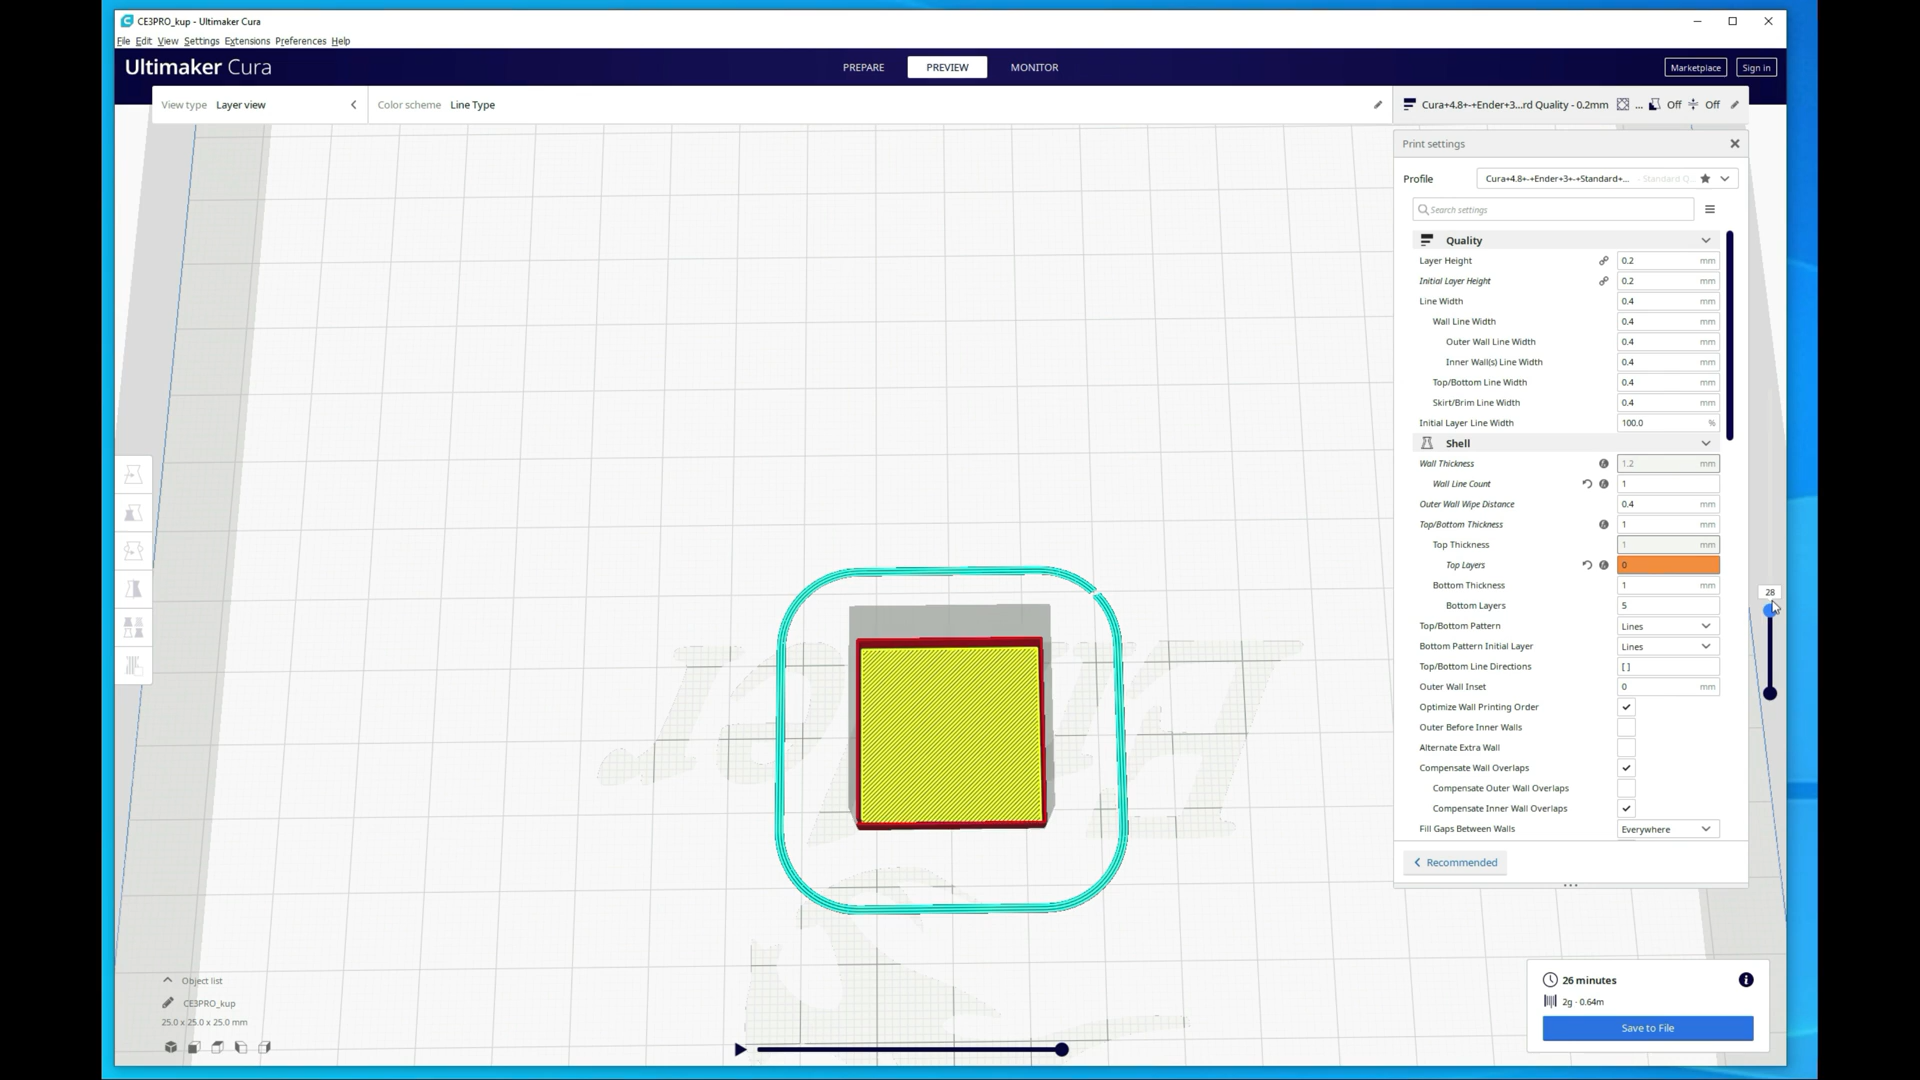 CE3PRO_kup - Ultimaker Cura
File Edit View Settings Extensions Preferences Help
Ultimaker Cura
PREPARE
PREVIEW
MONITOR
Marketplace
Sign in
View type Layer view
Color scheme Line Type
Cura+4.8+-+Ender+3...rd Quality - 0.2mm ... Off Off
Print settings
Profile
Cura+4.8+-+Ender+3+-+Standard+... - Standard Q...
Search settings
Quality
Layer Height 0.2 mm
Initial Layer Height 0.2 mm
Line Width 0.4 mm
Wall Line Width 0.4 mm
Outer Wall Line Width 0.4 mm
Inner Wall(s) Line Width 0.4 mm
Top/Bottom Line Width 0.4 mm
Skirt/Brim Line Width 0.4 mm
Initial Layer Line Width 100.0 %
Shell
Wall Thickness 1.2 mm
Wall Line Count 1
Outer Wall Wipe Distance 0.4 mm
Top/Bottom Thickness 1 mm
Top Thickness 1 mm
Top Layers 0
Bottom Thickness 1 mm
Bottom Layers 5
Top/Bottom Pattern Lines
Bottom Pattern Initial Layer Lines
Top/Bottom Line Directions [ ]
Outer Wall Inset 0 mm
Optimize Wall Printing Order
Outer Before Inner Walls
Alternate Extra Wall
Compensate Wall Overlaps
Compensate Outer Wall Overlaps
Compensate Inner Wall Overlaps
Fill Gaps Between Walls Everywhere
Recommended
28
Object list
CE3PRO_kup
25.0 x 25.0 x 25.0 mm
26 minutes
2g · 0.64m
Save to File